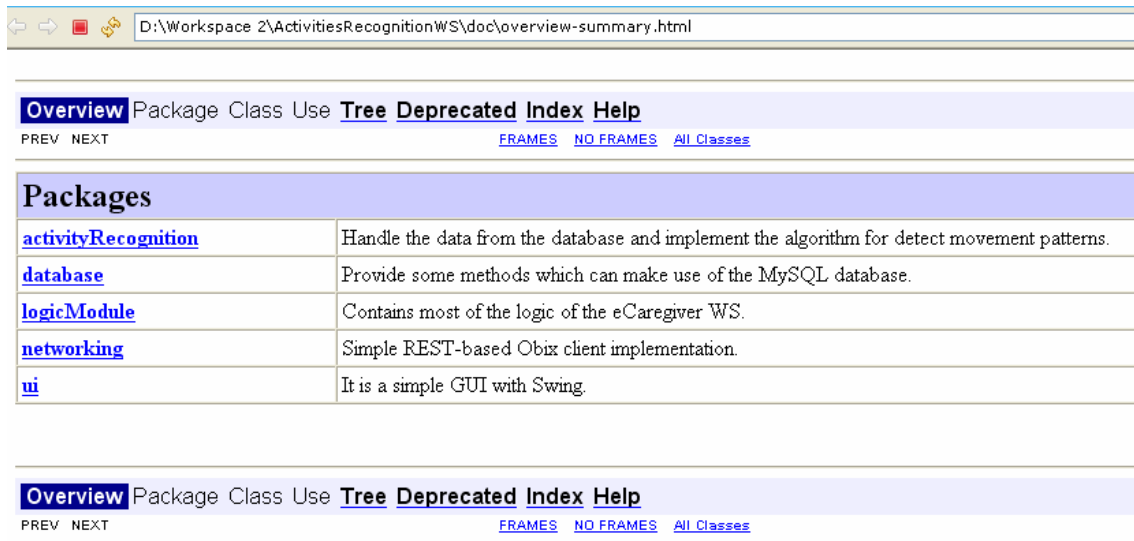 D:\Workspace 2\ActivitiesRecognitionWS\doc\overview-summary.html
Overview Package Class Use Tree Deprecated Index Help
PREV NEXT FRAMES NO FRAMES All Classes
Packages
activityRecognition Handle the data from the database and implement the algorithm for detect movement patterns.
database Provide some methods which can make use of the MySQL database.
logicModule Contains most of the logic of the eCaregiver WS.
networking Simple REST-based Obix client implementation.
ui It is a simple GUI with Swing.
Overview Package Class Use Tree Deprecated Index Help
PREV NEXT FRAMES NO FRAMES All Classes